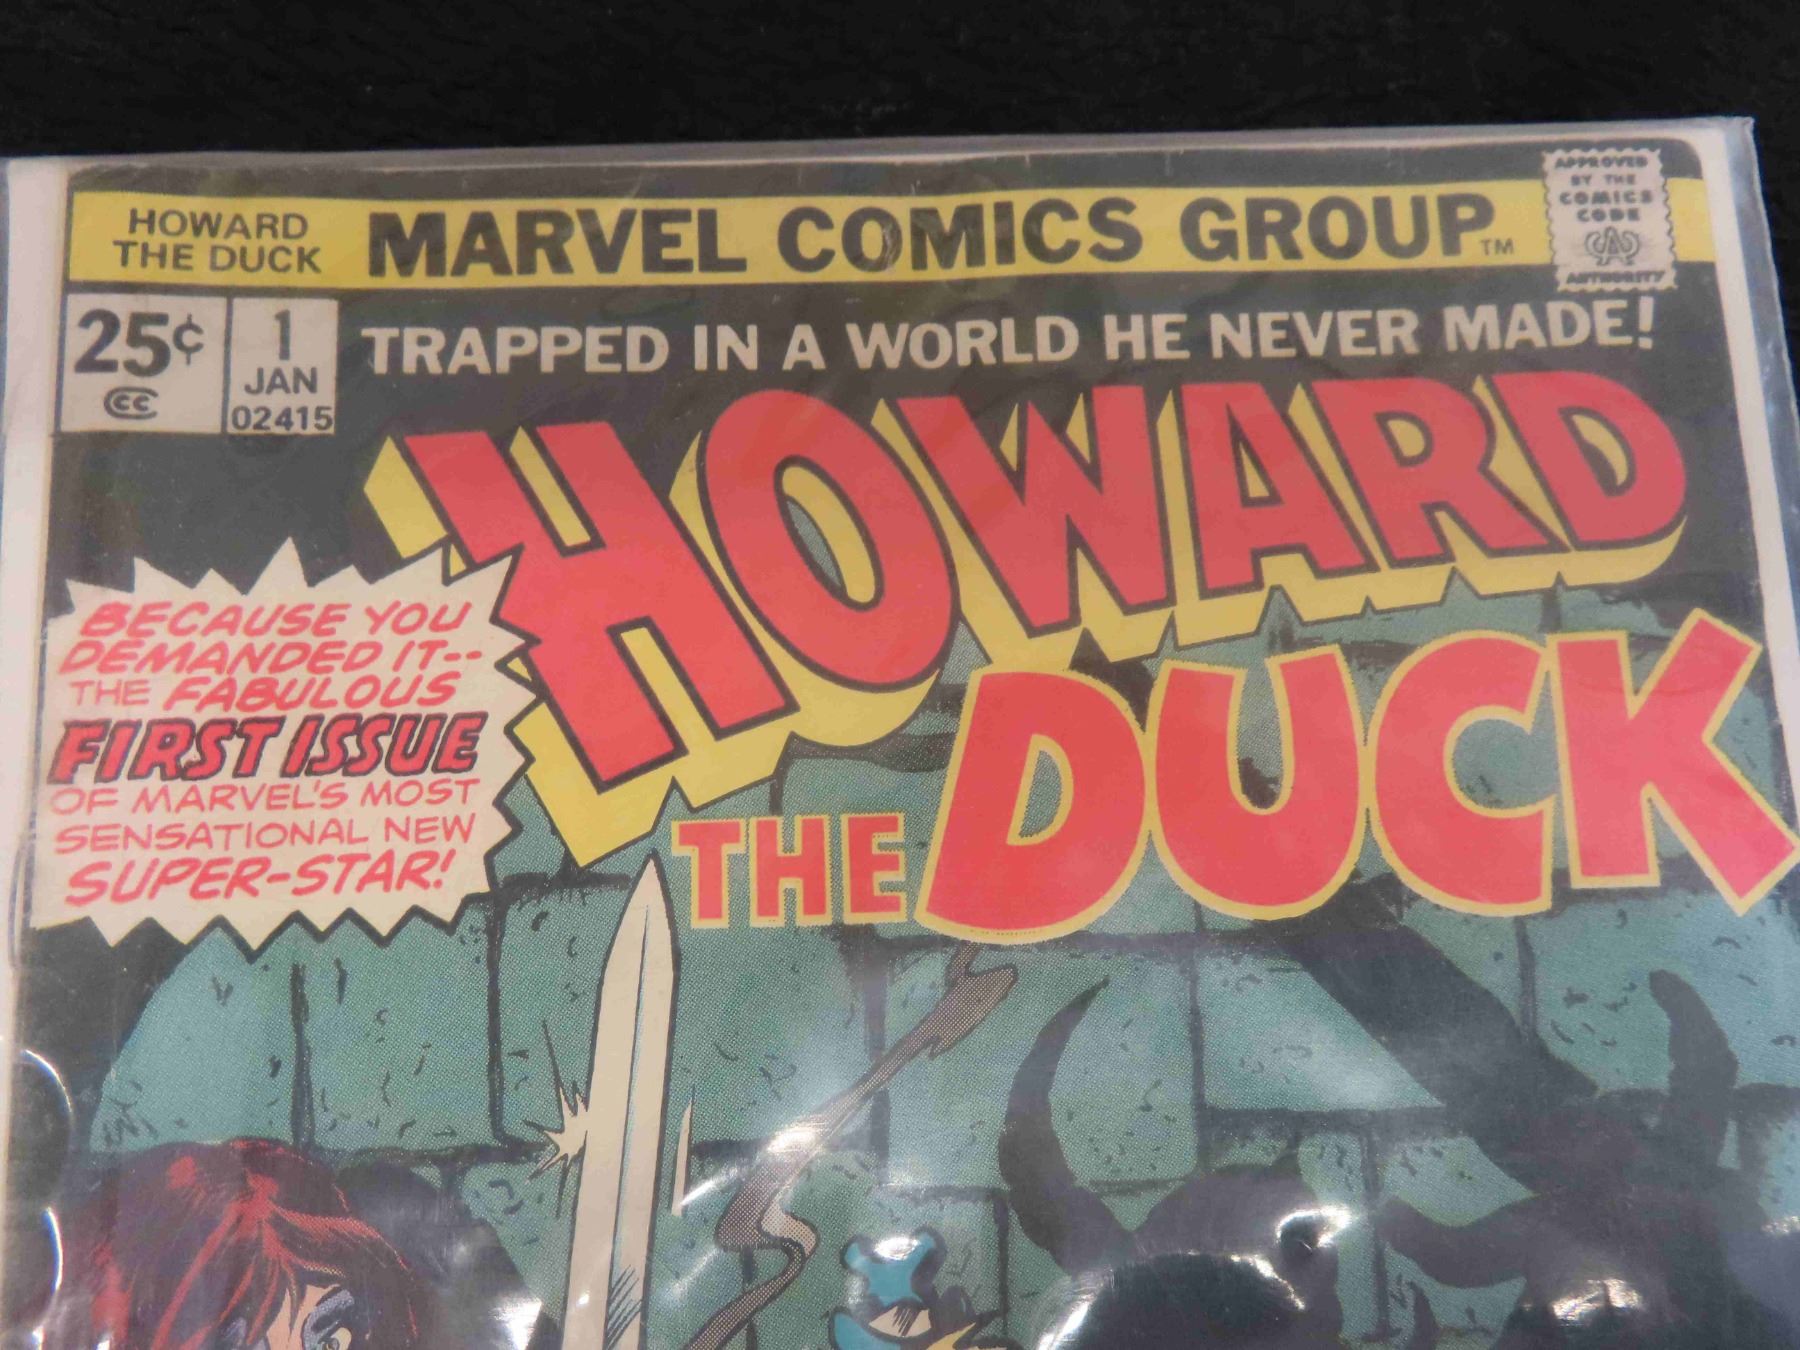 HOWARD
THE DUCK
MARVEL COMICS GROUP TM
APPROVED
BY THE
COMICS
CODE
CA
AUTHORITY
25¢
CC
1
JAN
02415
TRAPPED IN A WORLD HE NEVER MADE!
HOWARD
THE DUCK
BECAUSE YOU
DEMANDED IT--
THE FABULOUS
FIRST ISSUE
OF MARVEL'S MOST
SENSATIONAL NEW
SUPER-STAR!